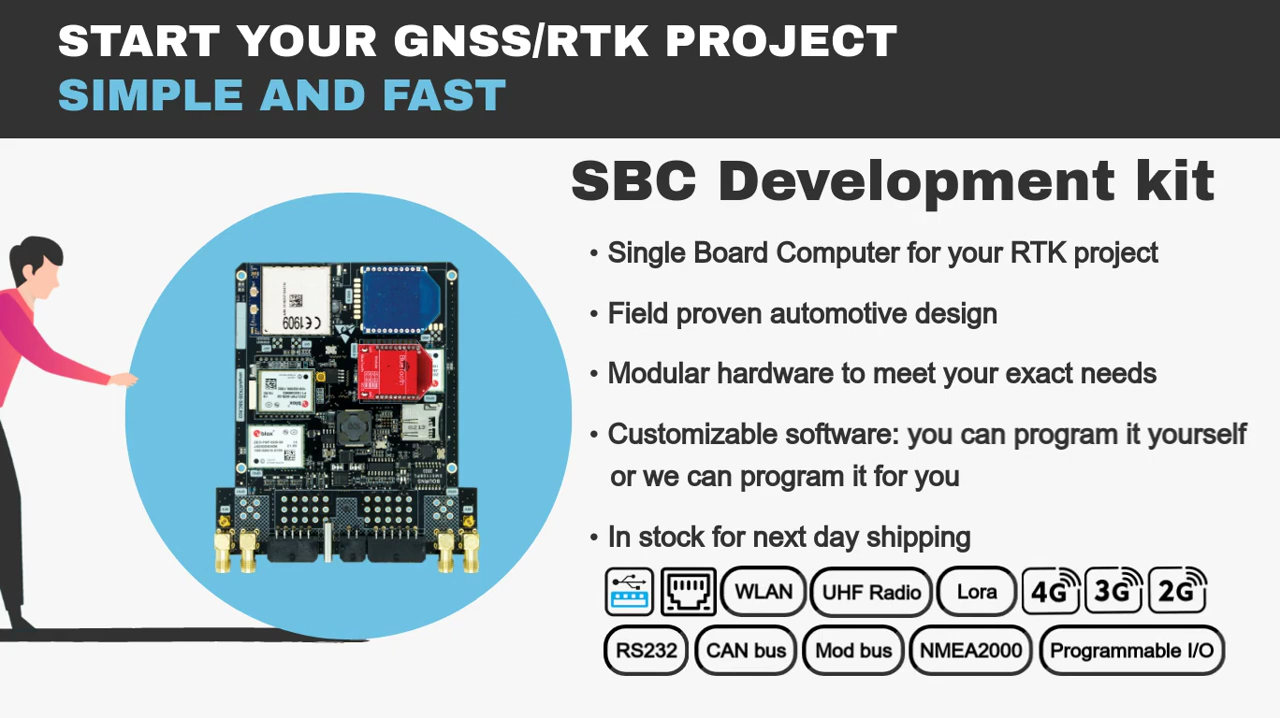 START YOUR GNSS/RTK PROJECT
SIMPLE AND FAST
SBC Development kit
• Single Board Computer for your RTK project
• Field proven automotive design
• Modular hardware to meet your exact needs
• Customizable software: you can program it yourself
or we can program it for you
• In stock for next day shipping
WLAN
UHF Radio
Lora
4G
3G
2G
RS232
CAN bus
Mod bus
NMEA2000
Programmable I/O
CE1909
blox
blox